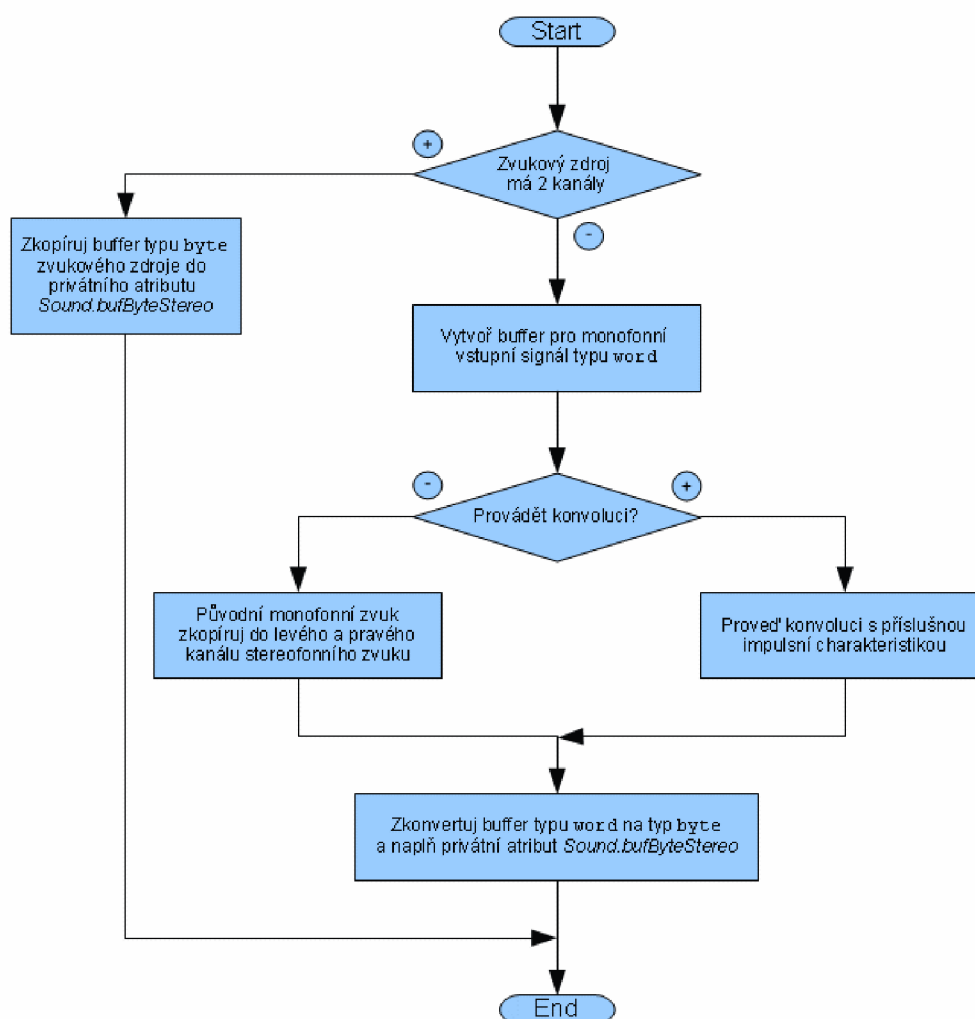 Start
+
Zvukový zdroj
má 2 kanály
-
Zkopíruj buffer typu byte
zvukového zdroje do
privátního atributu
Sound.bufByteStereo
Vytvoř buffer pro monofonní
vstupní signál typu word
-
+
Provádět konvoluci?
Původní monofonní zvuk
zkopíruj do levého a pravého
kanálu stereofonního zvuku
Proveď konvoluci s příslušnou
impulsní charakteristikou
Zkonvertuj buffer typu word na typ byte
a naplň privátní atribut Sound.bufByteStereo
End